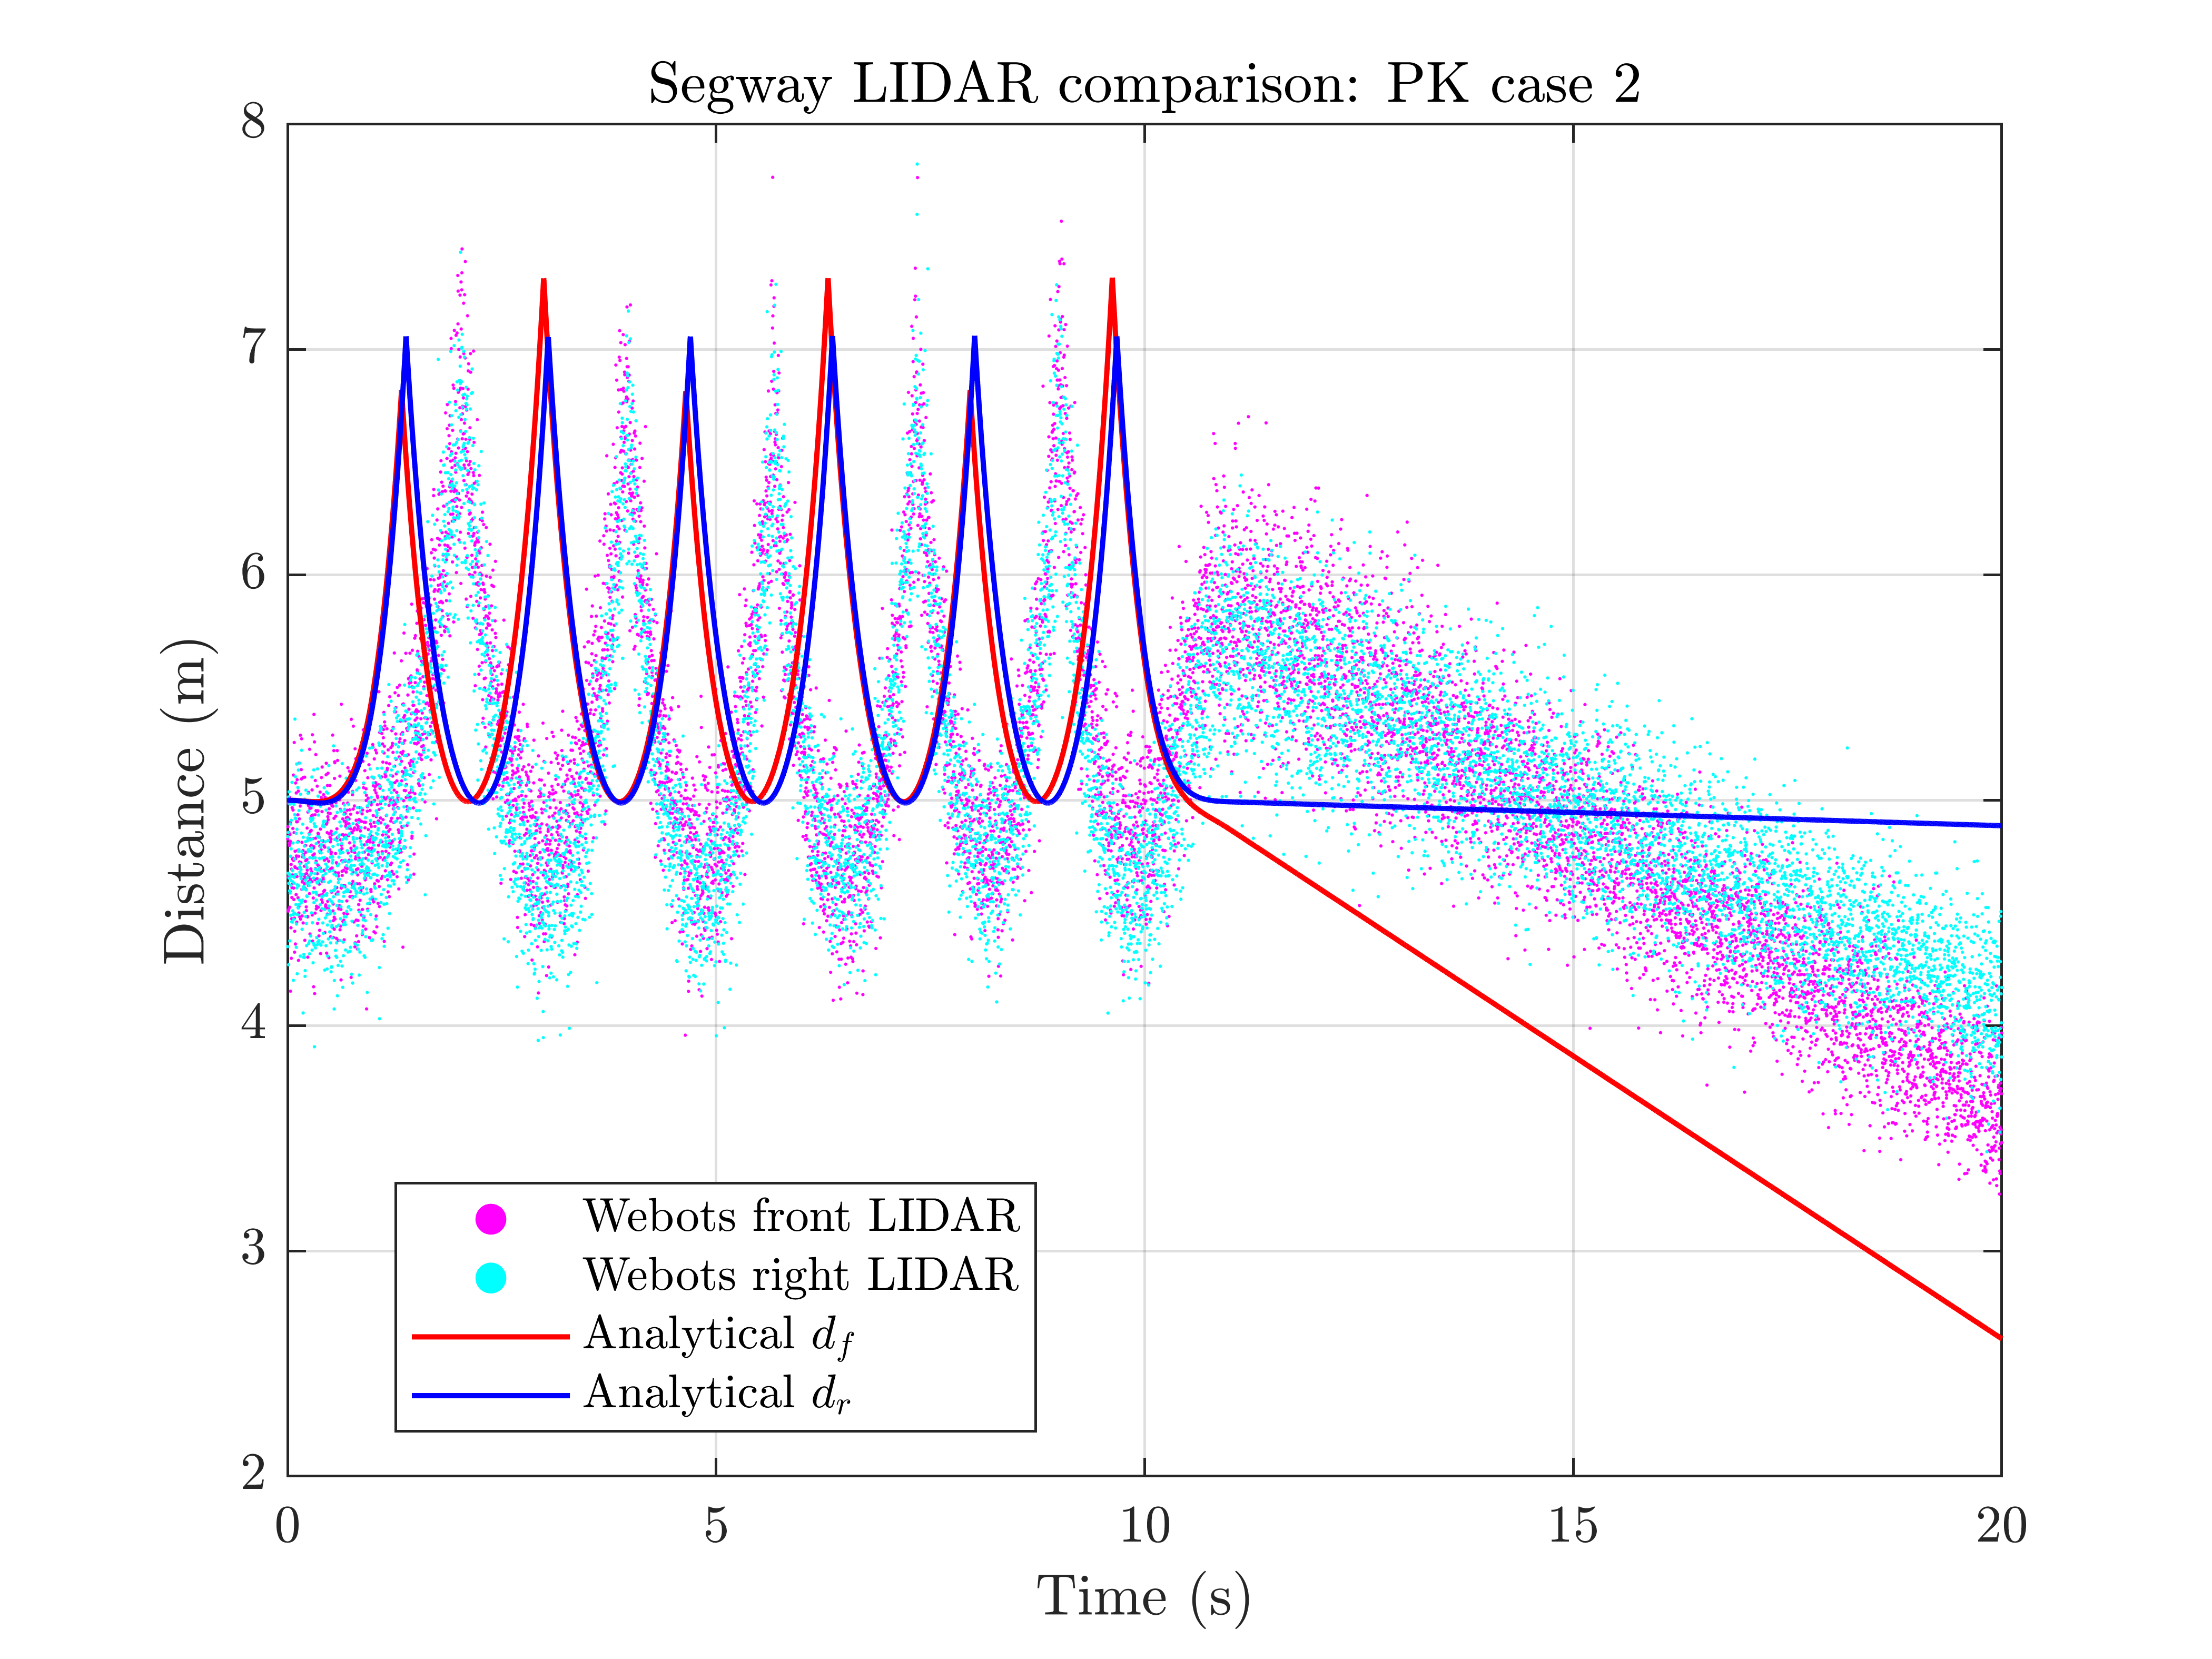 Segway LIDAR comparison: PK case 2
8
7
6
5
4
3
2
Distance (m)
Webots front LIDAR
Webots right LIDAR
Analytical d_f
Analytical d_r
0 5 10 15 20
Time (s)